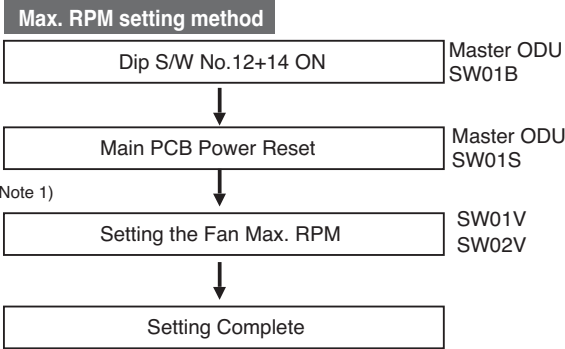 Max. RPM setting method
Dip S/W No.12+14 ON
Master ODU
SW01B
Main PCB Power Reset
Master ODU
SW01S
Note 1)
Setting the Fan Max. RPM
SW01V
SW02V
Setting Complete